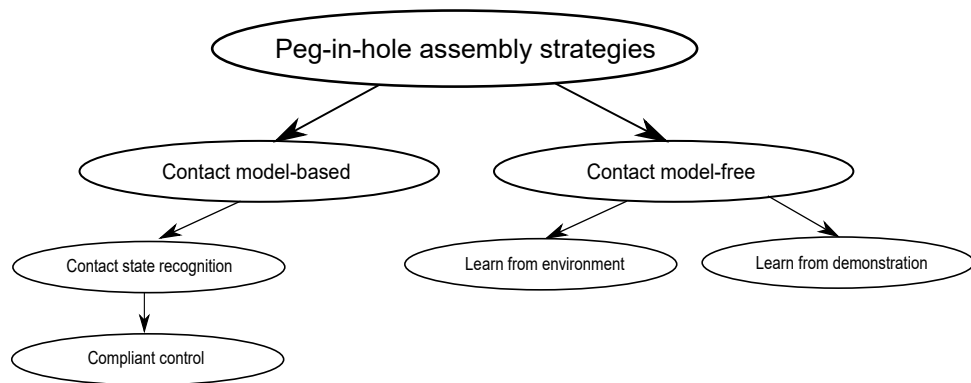 Peg-in-hole assembly strategies
Contact model-based
Contact model-free
Contact state recognition
Learn from environment
Learn from demonstration
Compliant control